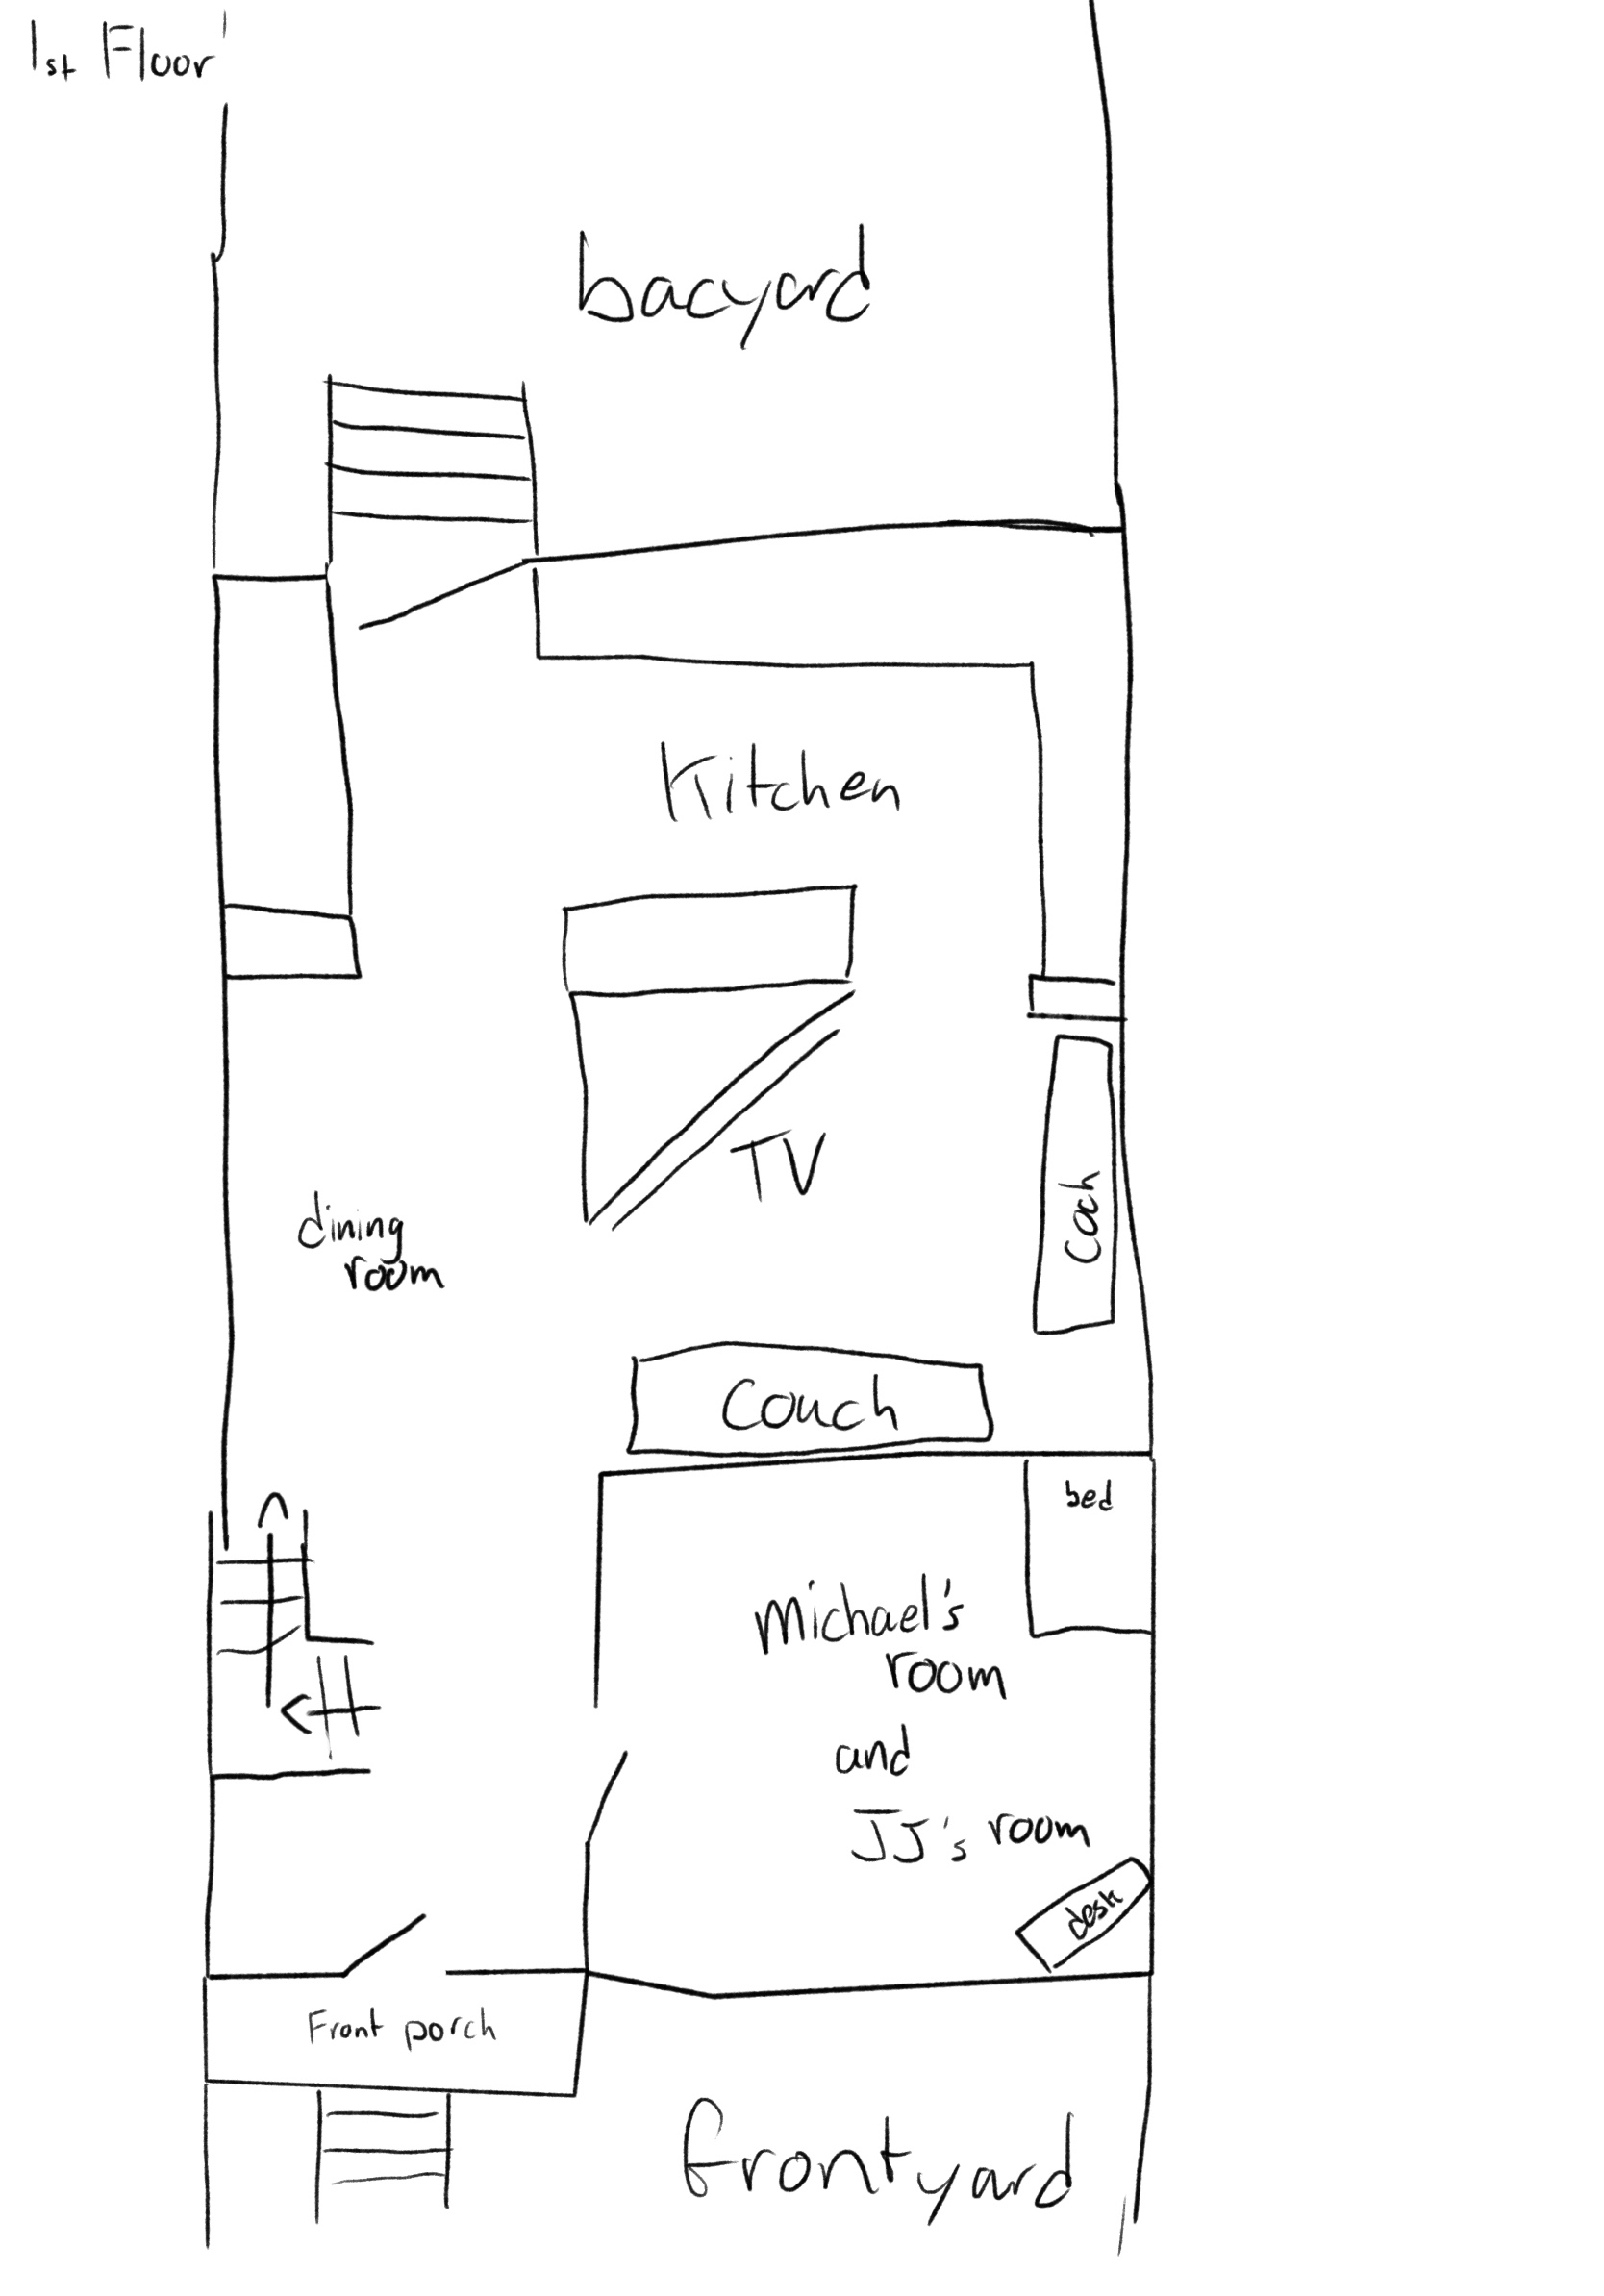 1st Floor
bacyard
Kitchen
TV
Coch
dining
room
Couch
bed
Michael's
room
and
JJ's room
desk
Front porch
frontyard